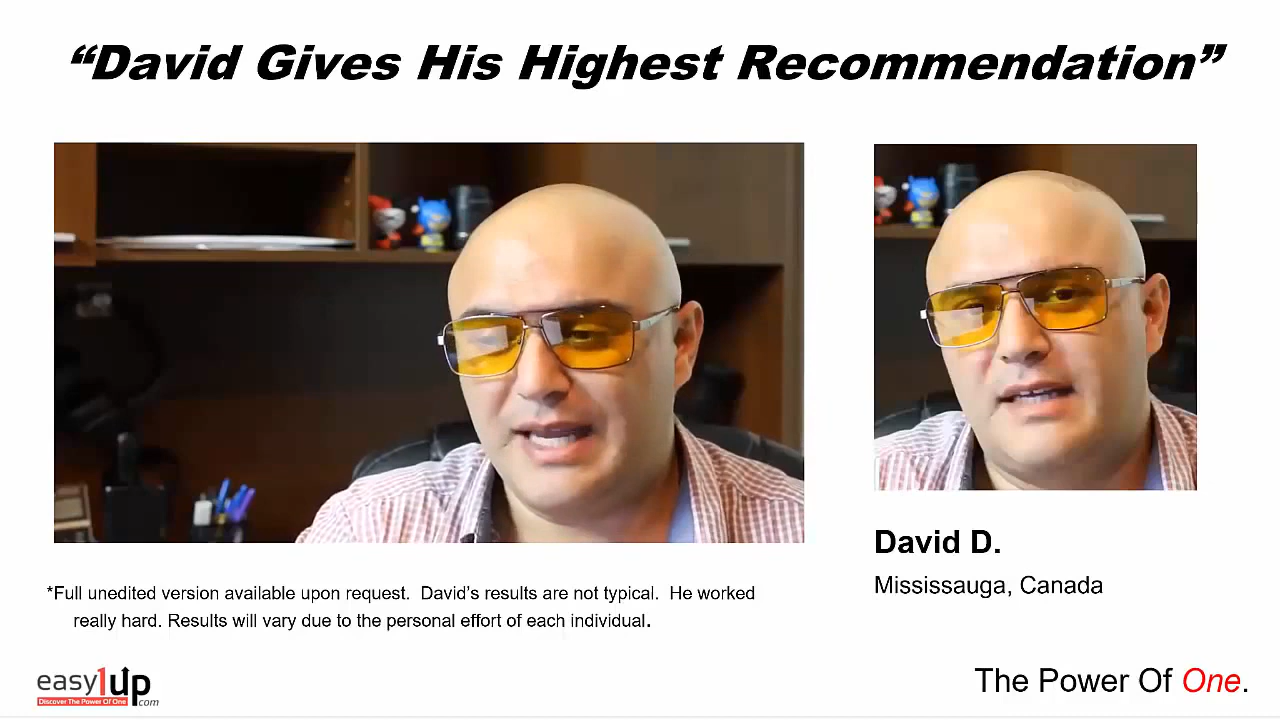 “David Gives His Highest Recommendation”
David D.
Mississauga, Canada
*Full unedited version available upon request. David’s results are not typical. He worked
really hard. Results will vary due to the personal effort of each individual.
easy1up
Discover The Power Of One
.com
The Power Of One.